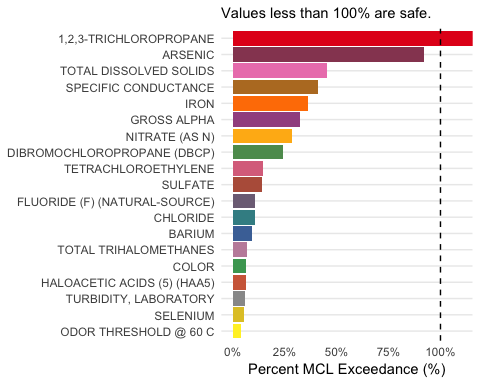 Values less than 100% are safe.
1,2,3-TRICHLOROPROPANE
ARSENIC
TOTAL DISSOLVED SOLIDS
SPECIFIC CONDUCTANCE
IRON
GROSS ALPHA
NITRATE (AS N)
DIBROMOCHLOROPROPANE (DBCP)
TETRACHLOROETHYLENE
SULFATE
FLUORIDE (F) (NATURAL-SOURCE)
CHLORIDE
BARIUM
TOTAL TRIHALOMETHANES
COLOR
HALOACETIC ACIDS (5) (HAA5)
TURBIDITY, LABORATORY
SELENIUM
ODOR THRESHOLD @ 60 C
0% 25% 50% 75% 100%
Percent MCL Exceedance (%)